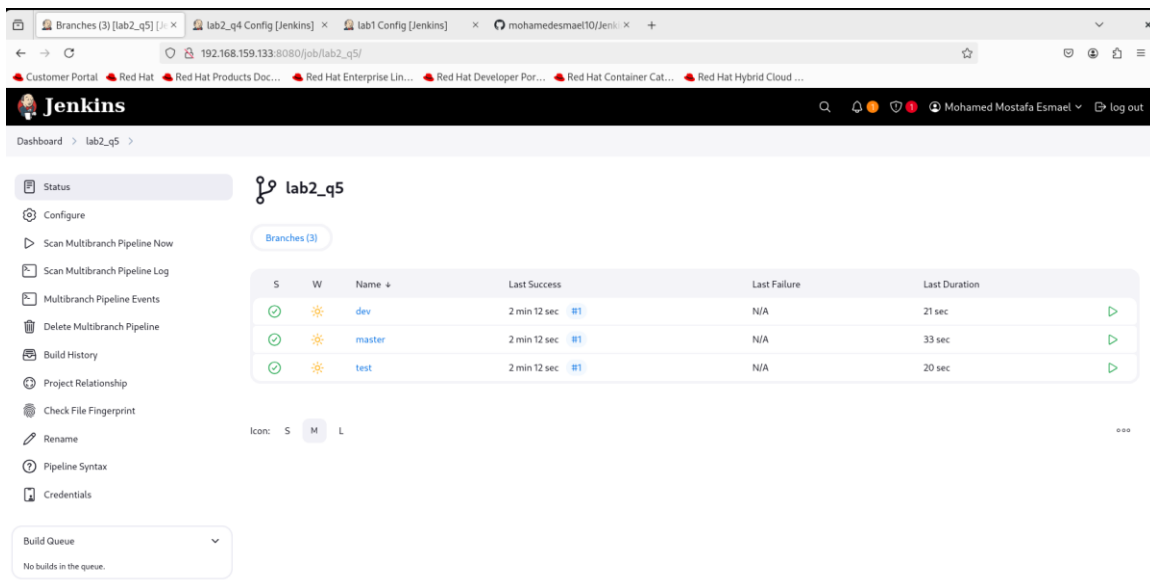 Branches (3) [lab2_q5] [Je
lab2_q4 Config [Jenkins]
lab1 Config [Jenkins]
mohamedesmael10/Jenki
192.168.159.133:8080/job/lab2_q5/
Customer Portal Red Hat Red Hat Products Doc... Red Hat Enterprise Lin... Red Hat Developer Por... Red Hat Container Cat... Red Hat Hybrid Cloud ...
Jenkins
1 1 Mohamed Mostafa Esmael log out
Dashboard > lab2_q5 >
Status
Configure
Scan Multibranch Pipeline Now
Scan Multibranch Pipeline Log
Multibranch Pipeline Events
Delete Multibranch Pipeline
Build History
Project Relationship
Check File Fingerprint
Rename
Pipeline Syntax
Credentials
Build Queue
No builds in the queue.
lab2_q5
Branches (3)
S W Name ↓ Last Success Last Failure Last Duration
dev 2 min 12 sec #1 N/A 21 sec
master 2 min 12 sec #1 N/A 33 sec
test 2 min 12 sec #1 N/A 20 sec
Icon: S M L